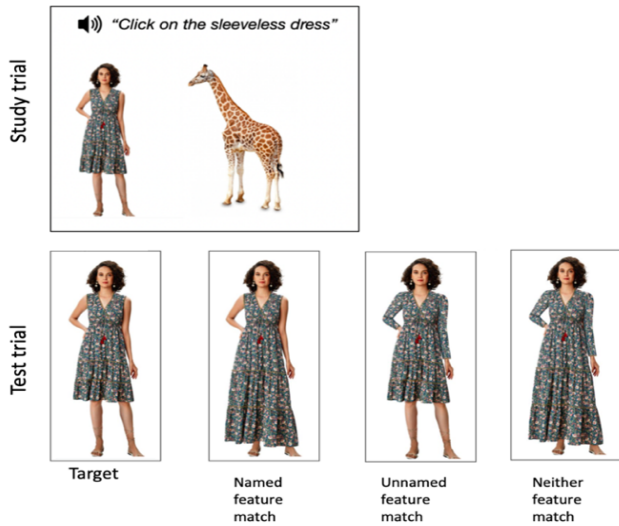 Study trial
“Click on the sleeveless dress”
Test trial
Target
Named
feature
match
Unnamed
feature
match
Neither
feature
match